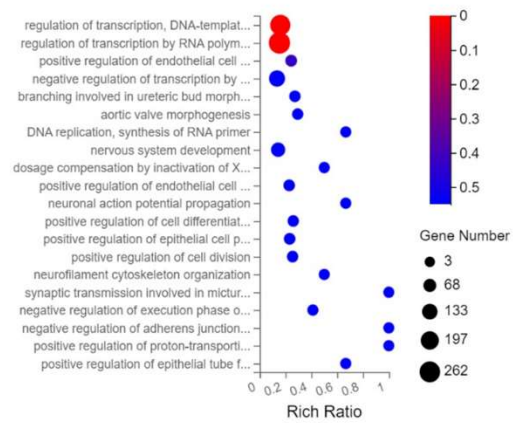 regulation of transcription, DNA-templat...
regulation of transcription by RNA polym...
positive regulation of endothelial cell ...
negative regulation of transcription by ...
branching involved in ureteric bud morph...
aortic valve morphogenesis
DNA replication, synthesis of RNA primer
nervous system development
dosage compensation by inactivation of X...
positive regulation of endothelial cell ...
neuronal action potential propagation
positive regulation of cell differentiat...
positive regulation of epithelial cell p...
positive regulation of cell division
neurofilament cytoskeleton organization
synaptic transmission involved in mictur...
negative regulation of execution phase o...
negative regulation of adherens junction...
positive regulation of proton-transporti...
positive regulation of epithelial tube f...
0 0.2 0.4 0.6 0.8 1
Rich Ratio
0
0.1
0.2
0.3
0.4
0.5
Gene Number
3
68
133
197
262